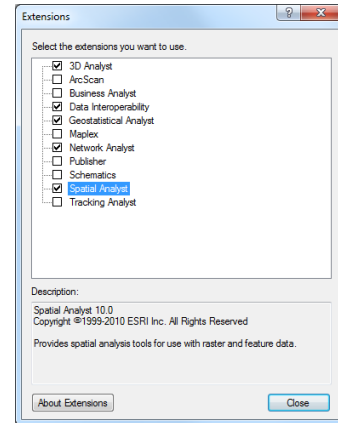 Extensions
Select the extensions you want to use.
3D Analyst
ArcScan
Business Analyst
Data Interoperability
Geostatistical Analyst
Maplex
Network Analyst
Publisher
Schematics
Spatial Analyst
Tracking Analyst
Description:
Spatial Analyst 10.0
Copyright ©1999-2010 ESRI Inc. All Rights Reserved
Provides spatial analysis tools for use with raster and feature data.
About Extensions
Close